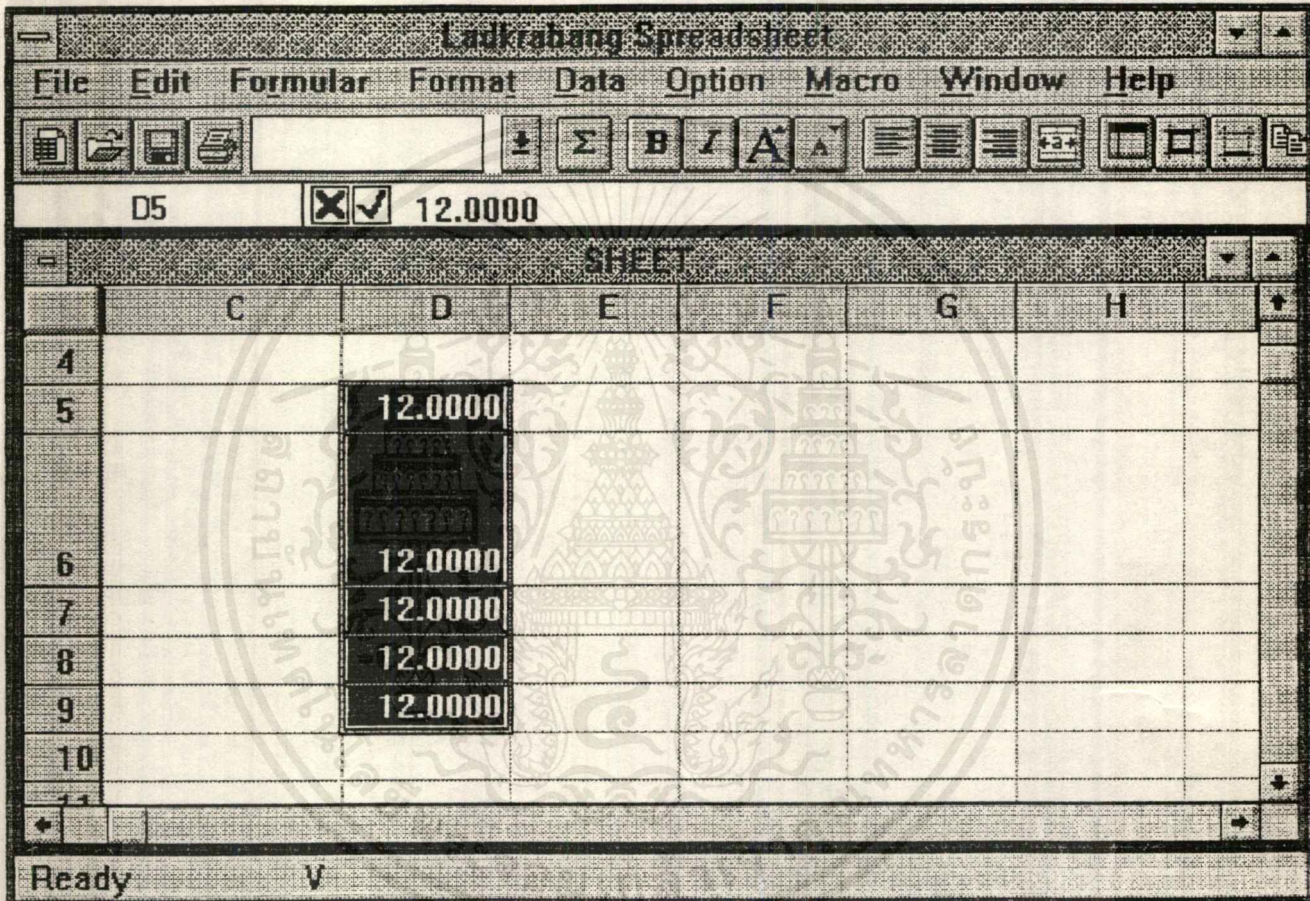 Ladkrabang Spreadsheet
File Edit Formular Format Data Option Macro Window Help
Σ B I A A a
D5 12.0000
SHEET
C D E F G H
4
5 12.0000
6 12.0000
7 12.0000
8 12.0000
9 12.0000
10
11
Ready V